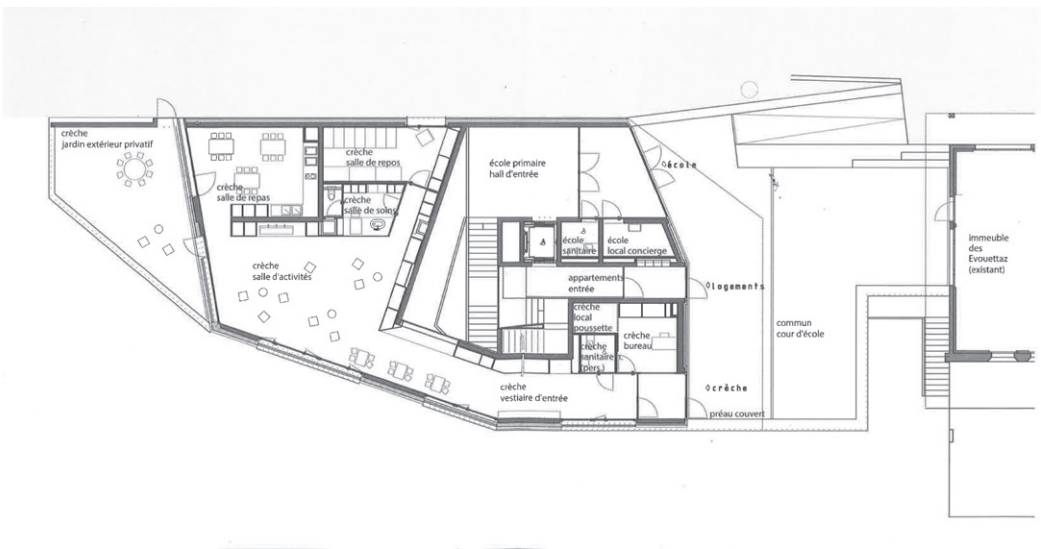 crèche
jardin extérieur privatif
crèche
salle de repas
crèche
salle de repos
crèche
salle de soins
crèche
salle d'activités
école primaire
hall d'entrée
école
sanitaire
école
local concierge
appartements
entrée
crèche
local
poussette
crèche
bureau
crèche
sanitaire
(pers.)
crèche
vestiaire d'entrée
école
logements
crèche
préau couvert
commun
cour d'école
immeuble
des
Evouettaz
(existant)